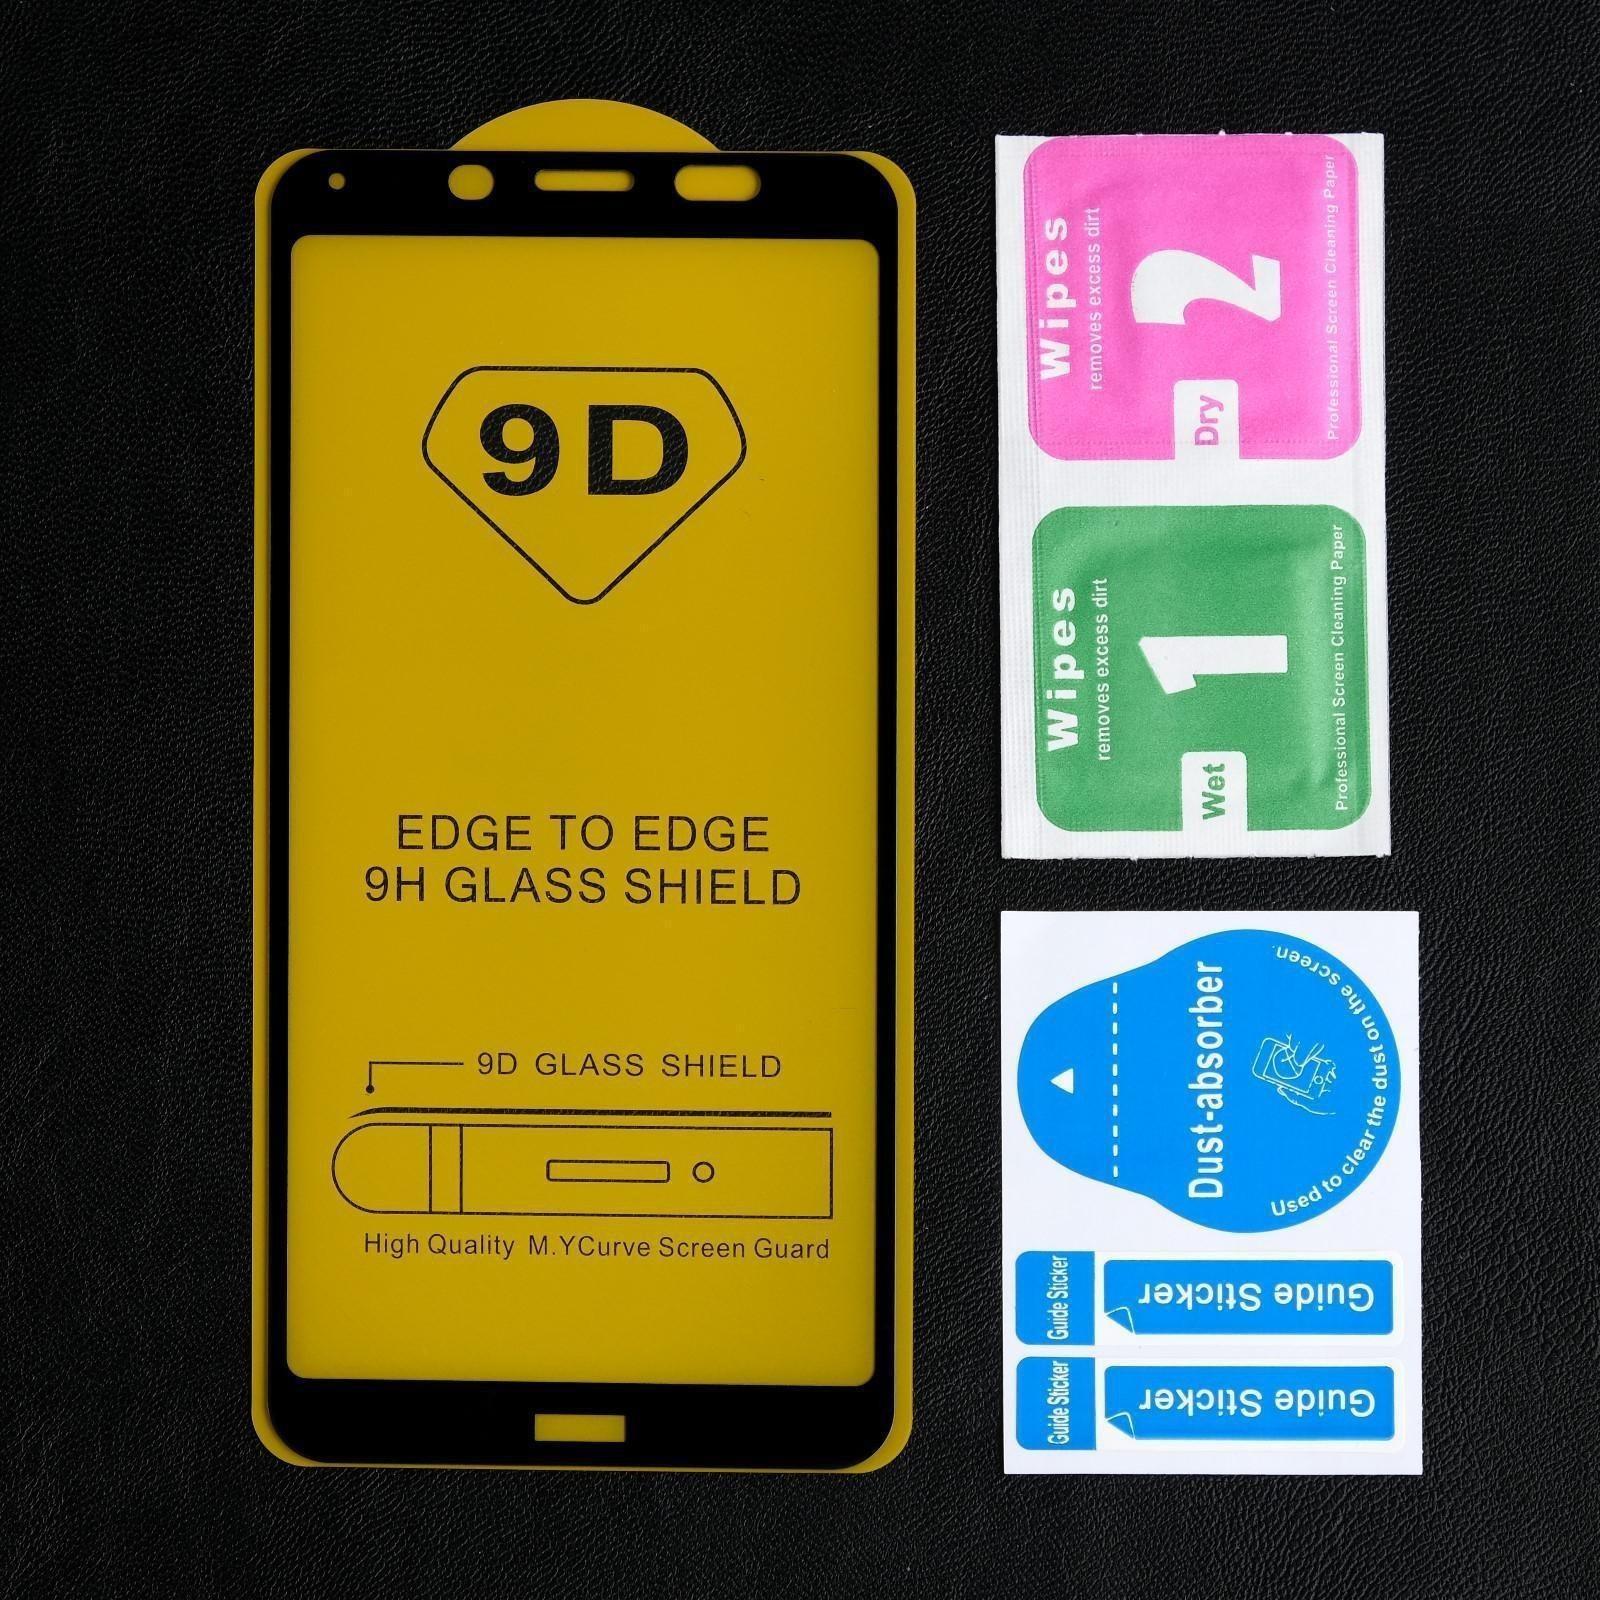 9D
EDGE TO EDGE
9H GLASS SHIELD
9D GLASS SHIELD
High Quality M.YCurve Screen Guard
Wipes
removes excess dirt
2
Dry
Professional Screen Cleaning Paper
Wipes
removes excess dirt
1
Wet
Professional Screen Cleaning Paper
Dust-absorber
Used to clear the dust on the screen.
Guide Sticker
Guide Sticker
Guide Sticker
Guide Sticker